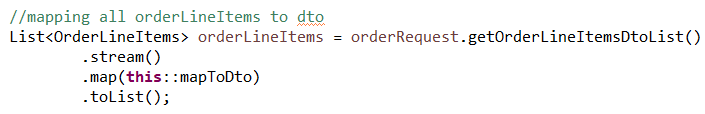 //mapping all orderLineItems to dto
List<OrderLineItems> orderLineItems = orderRequest.getOrderLineItemsDtoList()
        .stream()
        .map(this::mapToDto)
        .toList();